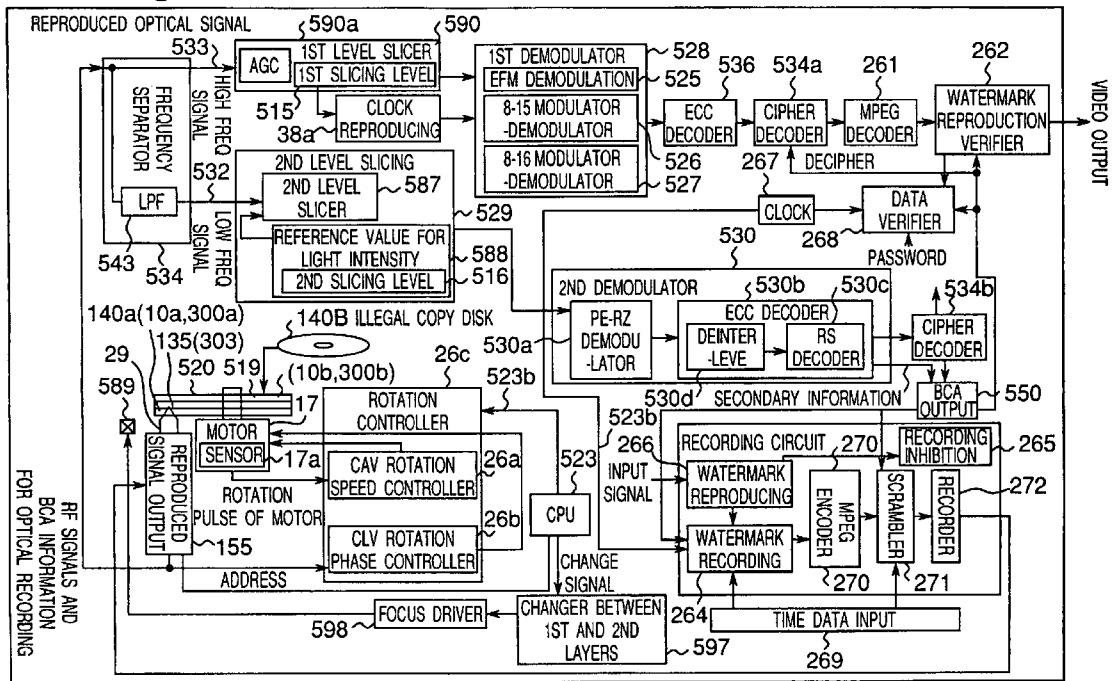 REPRODUCED OPTICAL SIGNAL
533
590a
590
1ST LEVEL SLICER
AGC
1ST SLICING LEVEL
515
CLOCK
REPRODUCING
38a
HIGH FREQ
SIGNAL
FREQUENCY
SEPARATOR
532
LPF
543
534
LOW FREQ
SIGNAL
2ND LEVEL SLICING
2ND LEVEL
SLICER
587
529
REFERENCE VALUE FOR
LIGHT INTENSITY
588
2ND SLICING LEVEL
516
1ST DEMODULATOR
528
EFM DEMODULATION
525
8-15 MODULATOR
-DEMODULATOR
526
8-16 MODULATOR
-DEMODULATOR
527
536
ECC
DECODER
534a
CIPHER
DECODER
261
MPEG
DECODER
262
WATERMARK
REPRODUCTION
VERIFIER
VIDEO OUTPUT
DECIPHER
267
CLOCK
DATA
VERIFIER
268
PASSWORD
530
2ND DEMODULATOR
530b
530c
ECC DECODER
PE-RZ
DEMODU
-LATOR
530a
DEINTER
-LEVE
530d
RS
DECODER
534b
CIPHER
DECODER
SECONDARY INFORMATION
BCA
OUTPUT
550
140a(10a,300a)
140B ILLEGAL COPY DISK
135(303)
29
520
519
(10b,300b)
589
17
MOTOR
SENSOR
17a
REPRODUCED
SIGNAL OUTPUT
155
ROTATION
PULSE OF MOTOR
26c
523b
ROTATION
CONTROLLER
CAV ROTATION
SPEED CONTROLLER
26a
26b
CLV ROTATION
PHASE CONTROLLER
ADDRESS
523
CPU
523b
CHANGE
SIGNAL
CHANGER BETWEEN
1ST AND 2ND
LAYERS
597
FOCUS DRIVER
598
RF SIGNALS AND
BCA INFORMATION
FOR OPTICAL RECORDING
266
INPUT
SIGNAL
RECORDING CIRCUIT
270
RECORDING
INHIBITION
265
WATERMARK
REPRODUCING
WATERMARK
RECORDING
264
MPEG
ENCODER
270
SCRAMBLER
271
RECORDER
272
TIME DATA INPUT
269